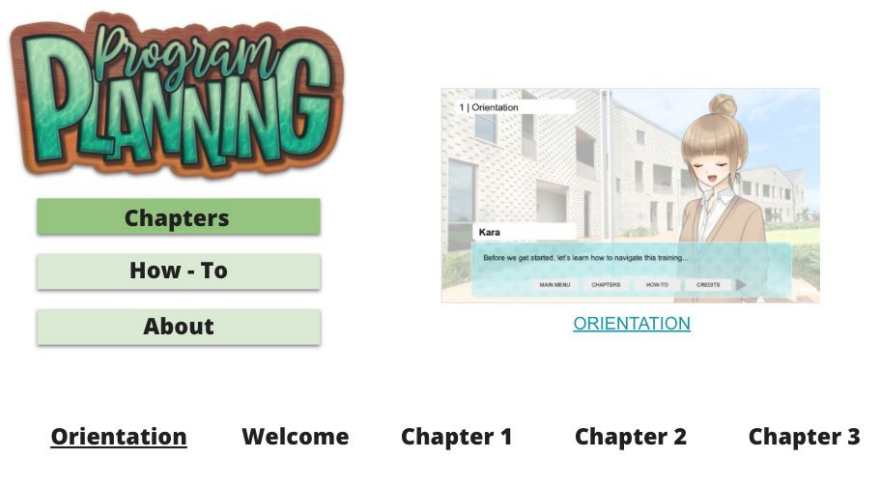 Program
PLANNING
Chapters
How - To
About
1 | Orientation
Kara
Before we get started, let's learn how to navigate this training...
MAIN MENU CHAPTERS HOW-TO CREDITS
ORIENTATION
Orientation Welcome Chapter 1 Chapter 2 Chapter 3